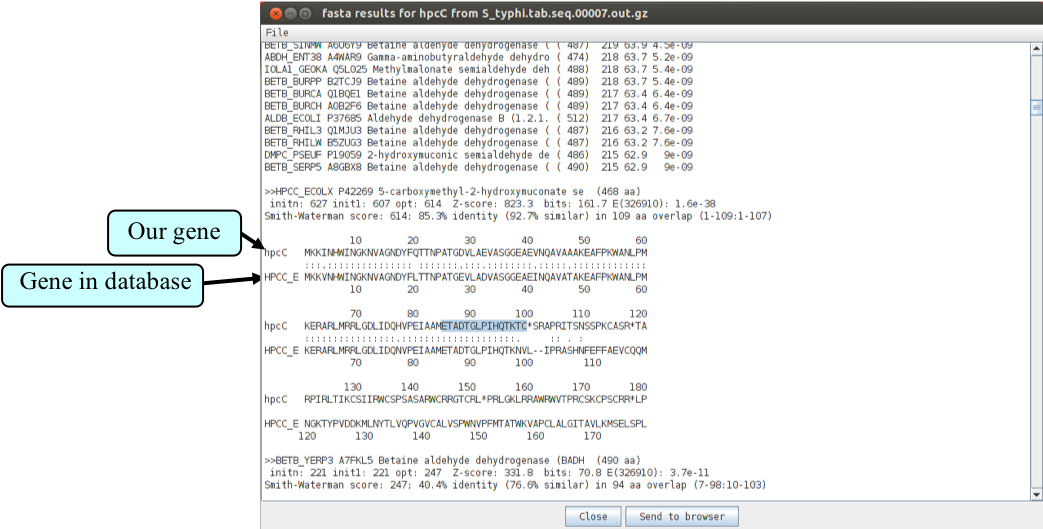 fasta results for hpcC from S_typhi.tab.seq.00007.out.gz
File
BETB_SINMW A6U6Y9 Betaine aldehyde dehydrogenase ( ( 487) 219 63.9 4.5e-09
ABDH_ENT38 A4WAR9 Gamma-aminobutyraldehyde dehydro ( 474) 218 63.7 5.2e-09
IOLA1_GEOKA Q5L025 Methylmalonate semialdehyde deh ( 488) 218 63.7 5.4e-09
BETB_BURPP B2TCJ9 Betaine aldehyde dehydrogenase ( ( 489) 218 63.7 5.4e-09
BETB_BURCA Q1BQE1 Betaine aldehyde dehydrogenase ( ( 489) 217 63.4 6.4e-09
BETB_BURCH A0B2F6 Betaine aldehyde dehydrogenase ( ( 489) 217 63.4 6.4e-09
ALDB_ECOLI P37685 Aldehyde dehydrogenase B (1.2.1. ( 512) 217 63.4 6.7e-09
BETB_RHIL3 Q1MJU3 Betaine aldehyde dehydrogenase ( ( 487) 216 63.2 7.6e-09
BETB_RHILW B5ZUG3 Betaine aldehyde dehydrogenase ( ( 487) 216 63.2 7.6e-09
DMPC_PSEUF P19059 2-hydroxymuconic semialdehyde de ( 486) 215 62.9 9e-09
BETB_SERP5 A8GBX8 Betaine aldehyde dehydrogenase ( ( 490) 215 62.9 9e-09
>>HPCC_ECOLX P42269 5-carboxymethyl-2-hydroxymuconate se (468 aa)
initn: 627 init1: 607 opt: 614 Z-score: 823.3 bits: 161.7 E(326910): 1.6e-38
Smith-Waterman score: 614; 85.3% identity (92.7% similar) in 109 aa overlap (1-109:1-107)
Our gene
10 20 30 40 50 60
hpcC MKKINHWINGKNVAGNDYFQTTNPATGDVLAEVASGGEAEVNQAVAAAKEAFPKWANLPM
:::.:::::::::::::::.:::::::.:::.::::::::.:::::.:::::::::::::
Gene in database
HPCC_E MKKVNHWINGKNVAGNDYFLTTNPATGEVLADVASGGEAEINQAVATAKEAFPKWANLPM
10 20 30 40 50 60
70 80 90 100 110 120
hpcC KERARLMRRLGDLIDQHVPEIAAMETADTGLPIHQTKTC*SRAPRITSNSSPKCASR*TA
::::::::::::::::.::::::::::::::::::::. :: . :
HPCC_E KERARLMRRLGDLIDQNVPEIAAMETADTGLPIHQTKNVL--IPRASHNFEFFAEVCQQM
70 80 90 100 110
130 140 150 160 170 180
hpcC RPIRLTIKCSIIRWCSPSASARWCRRGTCRL*PRLGKLRRAWRWVTPRCSKCPSCRR*LP
HPCC_E NGKTYPVDDKMLNYTLVQPVGVCALVSPWNVPFMTATWKVAPCLALGITAVLKMSELSPL
120 130 140 150 160 170
>>BETB_YERP3 A7FKL5 Betaine aldehyde dehydrogenase (BADH (490 aa)
initn: 221 init1: 221 opt: 247 Z-score: 331.8 bits: 70.8 E(326910): 3.7e-11
Smith-Waterman score: 247; 40.4% identity (76.6% similar) in 94 aa overlap (7-98:10-103)
Close Send to browser